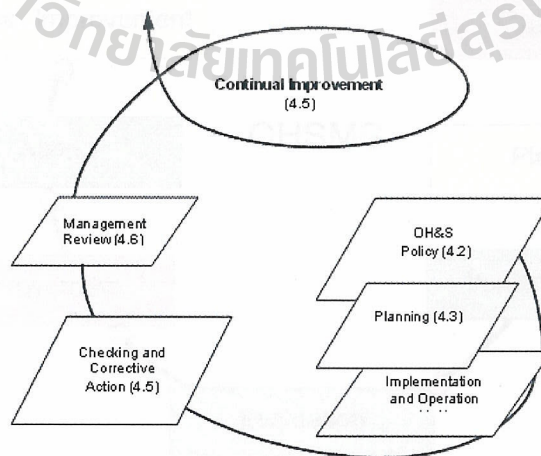 วิทยาลัยเทคโนโลยีสุร
Continual Improvement
(4.5)
Management
Review (4.6)
OH&S
Policy (4.2)
Planning (4.3)
Checking and
Corrective
Action (4.5)
Implementation
and Operation